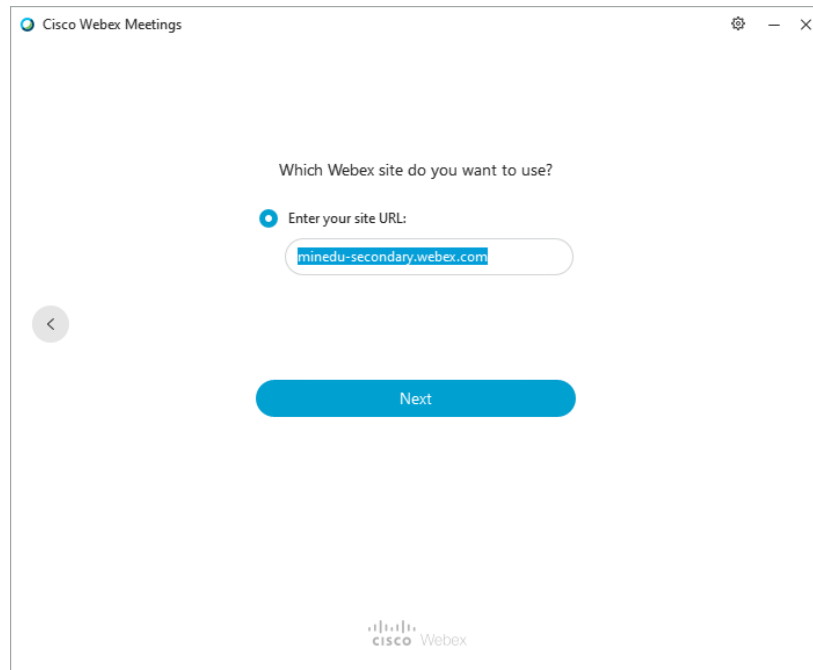 Cisco Webex Meetings
Which Webex site do you want to use?
Enter your site URL:
minedu-secondary.webex.com
Next
cisco Webex